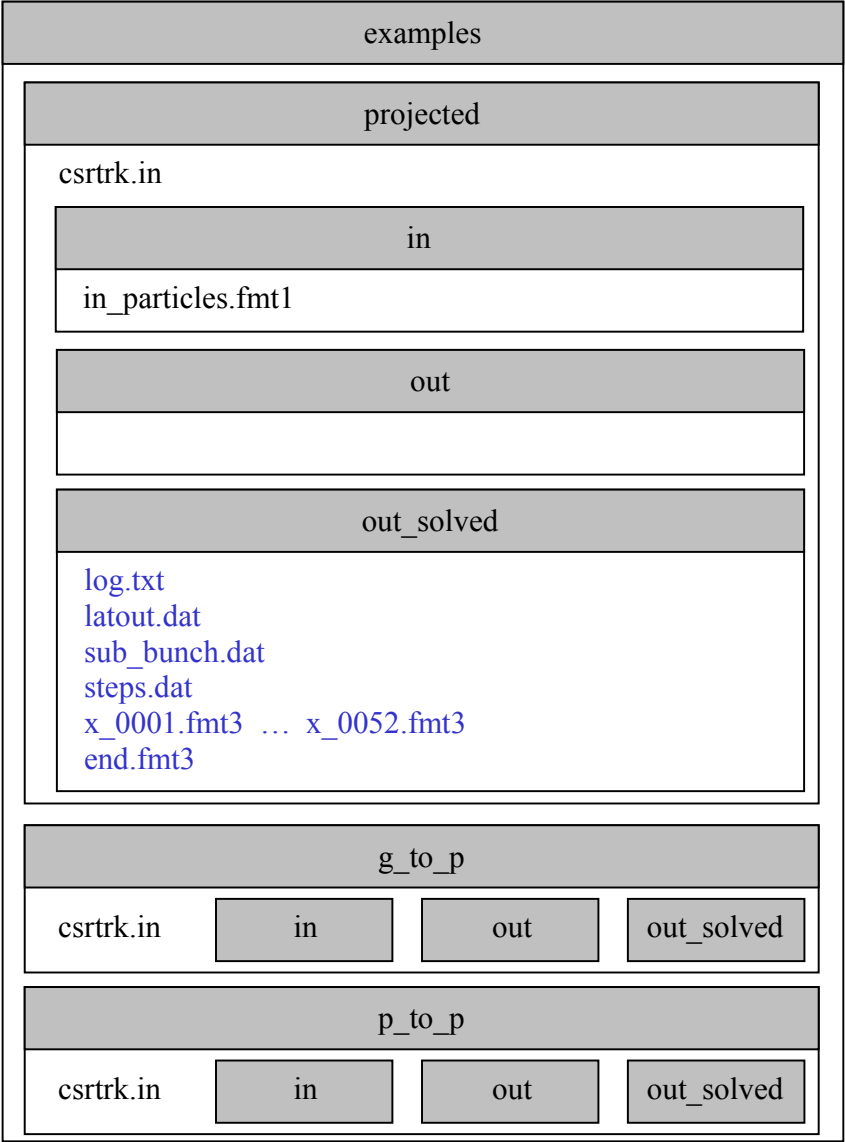 examples
projected
csrtrk.in
in
in_particles.fmt1
out
out_solved
log.txt
latout.dat
sub_bunch.dat
steps.dat
x_0001.fmt3 … x_0052.fmt3
end.fmt3
g_to_p
csrtrk.in in out out_solved
p_to_p
csrtrk.in in out out_solved